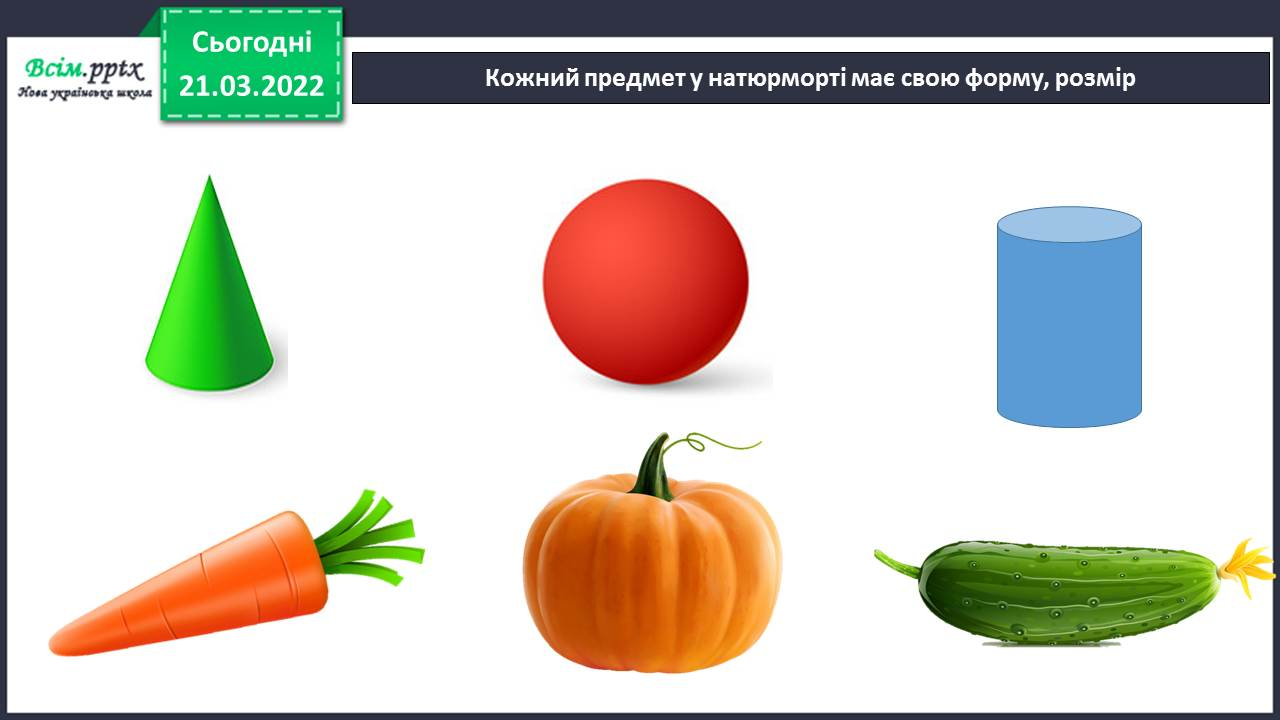 Всім.pptx
Нова українська школа
Сьогодні
21.03.2022
Кожний предмет у натюрморті має свою форму, розмір